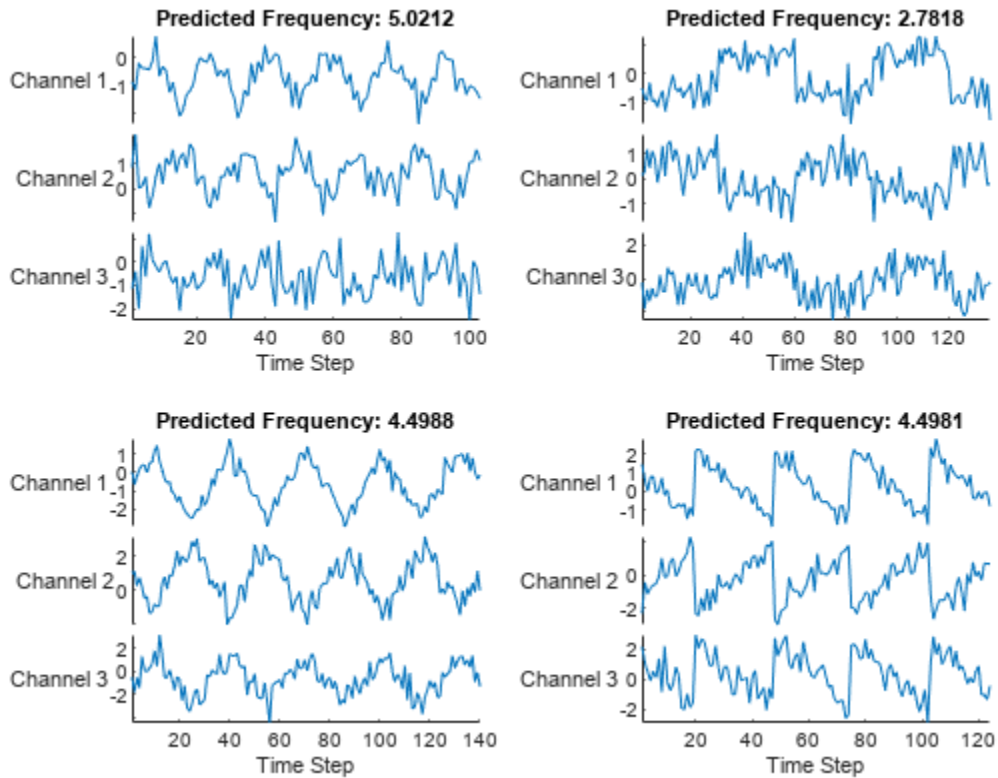 Predicted Frequency: 5.0212
0
-1
Channel 1
1
0
Channel 2
0
-1
-2
Channel 3
20 40 60 80 100
Time Step
Predicted Frequency: 2.7818
0
-1
Channel 1
1
0
-1
Channel 2
2
0
Channel 3
20 40 60 80 100 120
Time Step
Predicted Frequency: 4.4988
1
0
-1
-2
Channel 1
2
0
Channel 2
2
0
-2
Channel 3
20 40 60 80 100 120 140
Time Step
Predicted Frequency: 4.4981
2
1
0
-1
Channel 1
0
-2
Channel 2
2
0
-2
Channel 3
20 40 60 80 100 120
Time Step